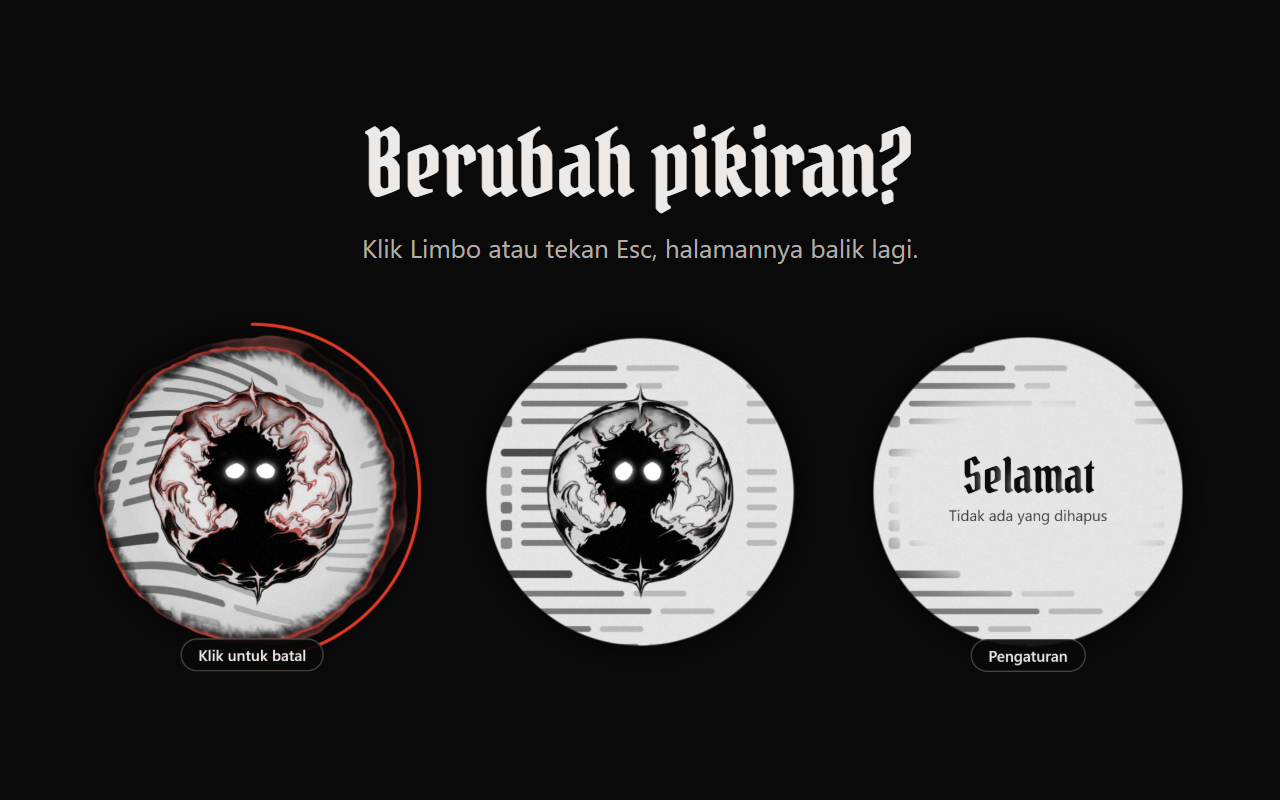 Berubah pikiran?
Klik Limbo atau tekan Esc, halamannya balik lagi.
Selamat
Tidak ada yang dihapus
Klik untuk batal
Pengaturan